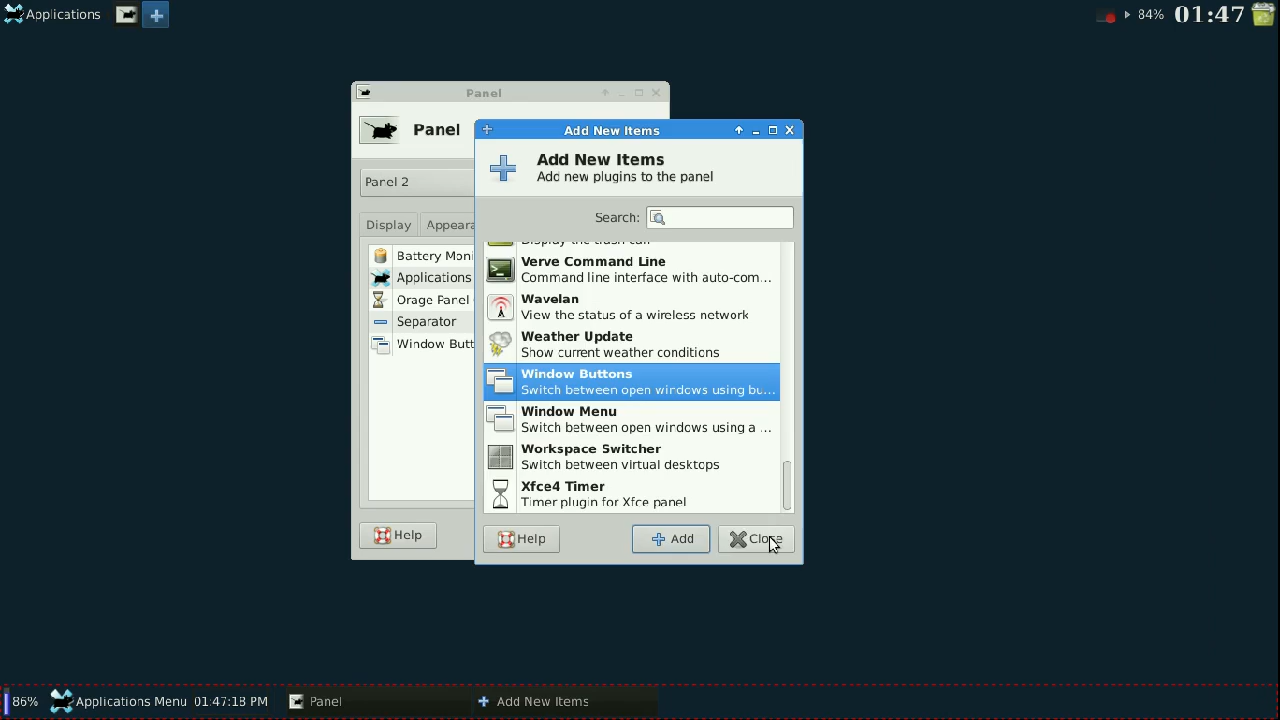 Applications
84% 01:47
Panel
Panel
Panel 2
Display Appeara
Battery Moni
Applications
Orage Panel
Separator
Window Butt
Help
Add New Items
Add New Items
Add new plugins to the panel
Search:
Display the trash can
Verve Command Line
Command line interface with auto-com...
Wavelan
View the status of a wireless network
Weather Update
Show current weather conditions
Window Buttons
Switch between open windows using bu...
Window Menu
Switch between open windows using a ...
Workspace Switcher
Switch between virtual desktops
Xfce4 Timer
Timer plugin for Xfce panel
Help Add Close
86% Applications Menu 01:47:18 PM Panel Add New Items